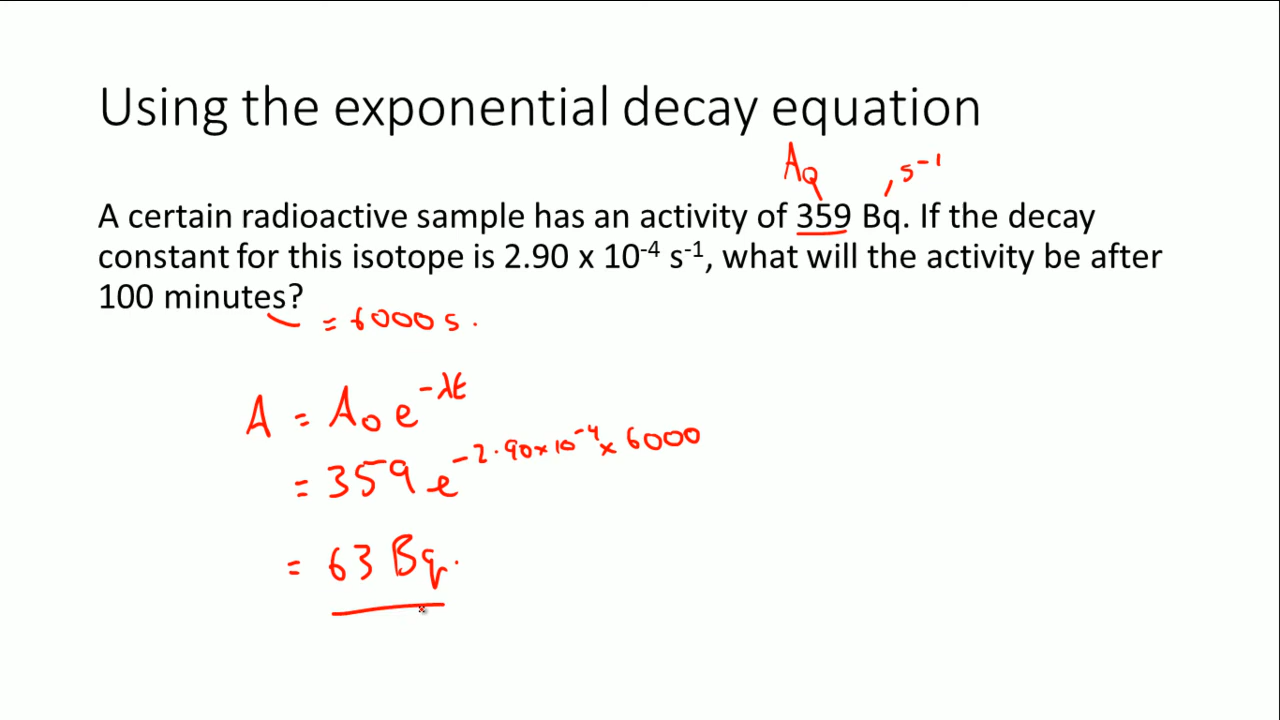 Using the exponential decay equation
A₀ , s⁻¹
A certain radioactive sample has an activity of 359 Bq. If the decay
constant for this isotope is 2.90 x 10⁻⁴ s⁻¹, what will the activity be after
100 minutes?
= 6000 s.
A = A₀ e^-λt
= 359 e^-2.90×10⁻⁴ × 6000
= 63 Bq.